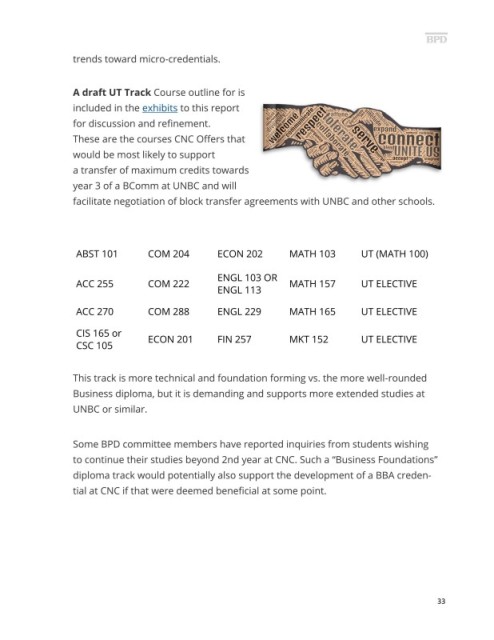 BPD
trends toward micro-credentials.
A draft UT Track Course outline for is
included in the exhibits to this report
for discussion and refinement.
These are the courses CNC Offers that
would be most likely to support
a transfer of maximum credits towards
year 3 of a BComm at UNBC and will
facilitate negotiation of block transfer agreements with UNBC and other schools.
welcome
respect
tolerate
serve
expand
connect
UNITE US
accept
ABST 101 COM 204 ECON 202 MATH 103 UT (MATH 100)
ACC 255 COM 222 ENGL 103 OR MATH 157 UT ELECTIVE
ENGL 113
ACC 270 COM 288 ENGL 229 MATH 165 UT ELECTIVE
CIS 165 or ECON 201 FIN 257 MKT 152 UT ELECTIVE
CSC 105
This track is more technical and foundation forming vs. the more well-rounded
Business diploma, but it is demanding and supports more extended studies at
UNBC or similar.
Some BPD committee members have reported inquiries from students wishing
to continue their studies beyond 2nd year at CNC. Such a “Business Foundations”
diploma track would potentially also support the development of a BBA creden-
tial at CNC if that were deemed beneficial at some point.
33